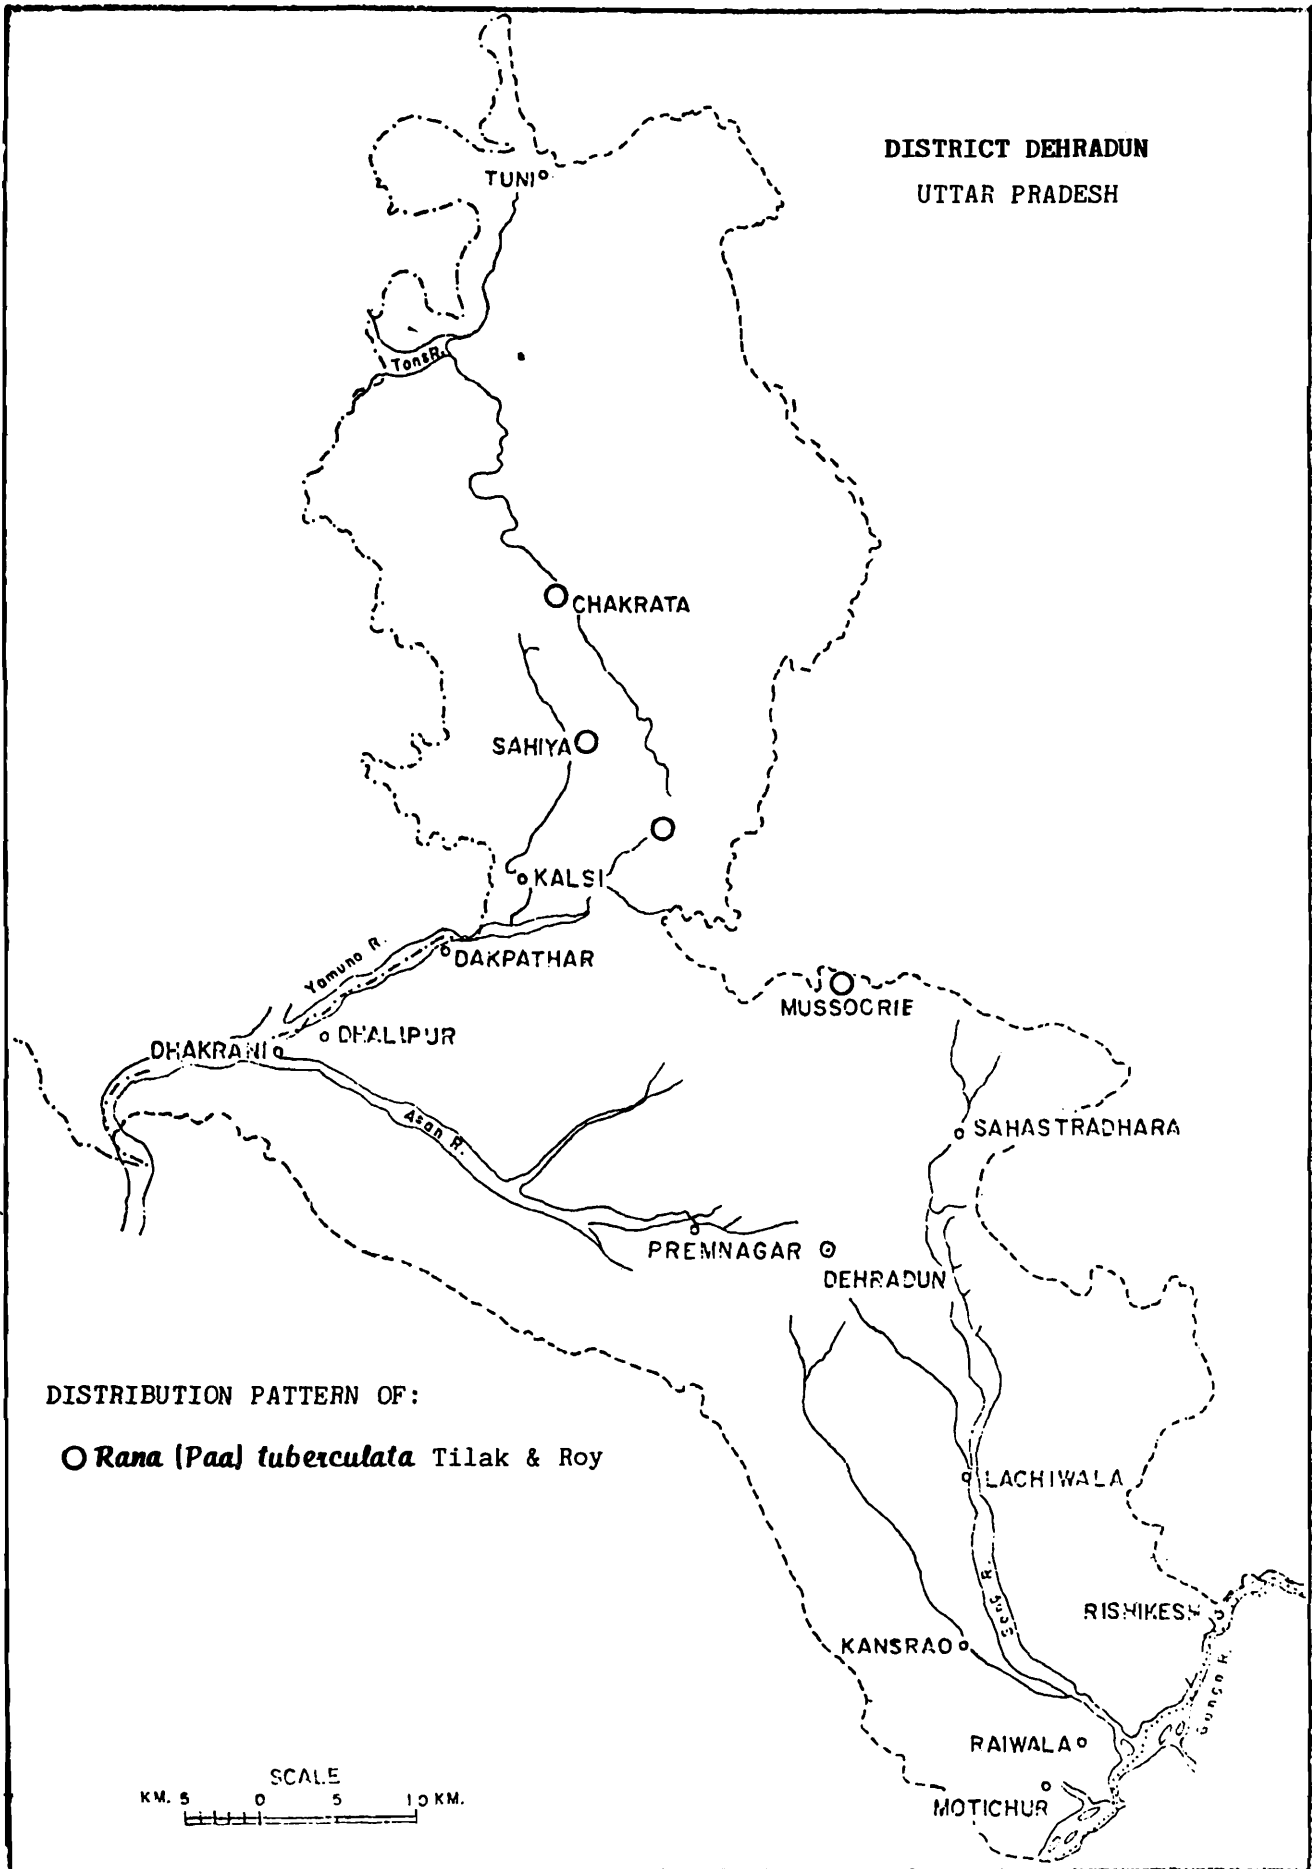 DISTRICT DEHRADUN
UTTAR PRADESH
TUNI
Tons R.
CHAKRATA
SAHIYA
KALSI
Yamuna R.
DAKPATHAR
MUSSOORIE
DHALIPUR
DHAKRANI
Asan R.
SAHASTRADHARA
PREMNAGAR
DEHRADUN
DISTRIBUTION PATTERN OF:
Rana (Paa) tuberculata Tilak & Roy
LACHIWALA
Song R.
RISHIKESH
KANSRAO
Ganga R.
RAIWALA
SCALE
KM. 5 0 5 10 KM.
MOTICHUR